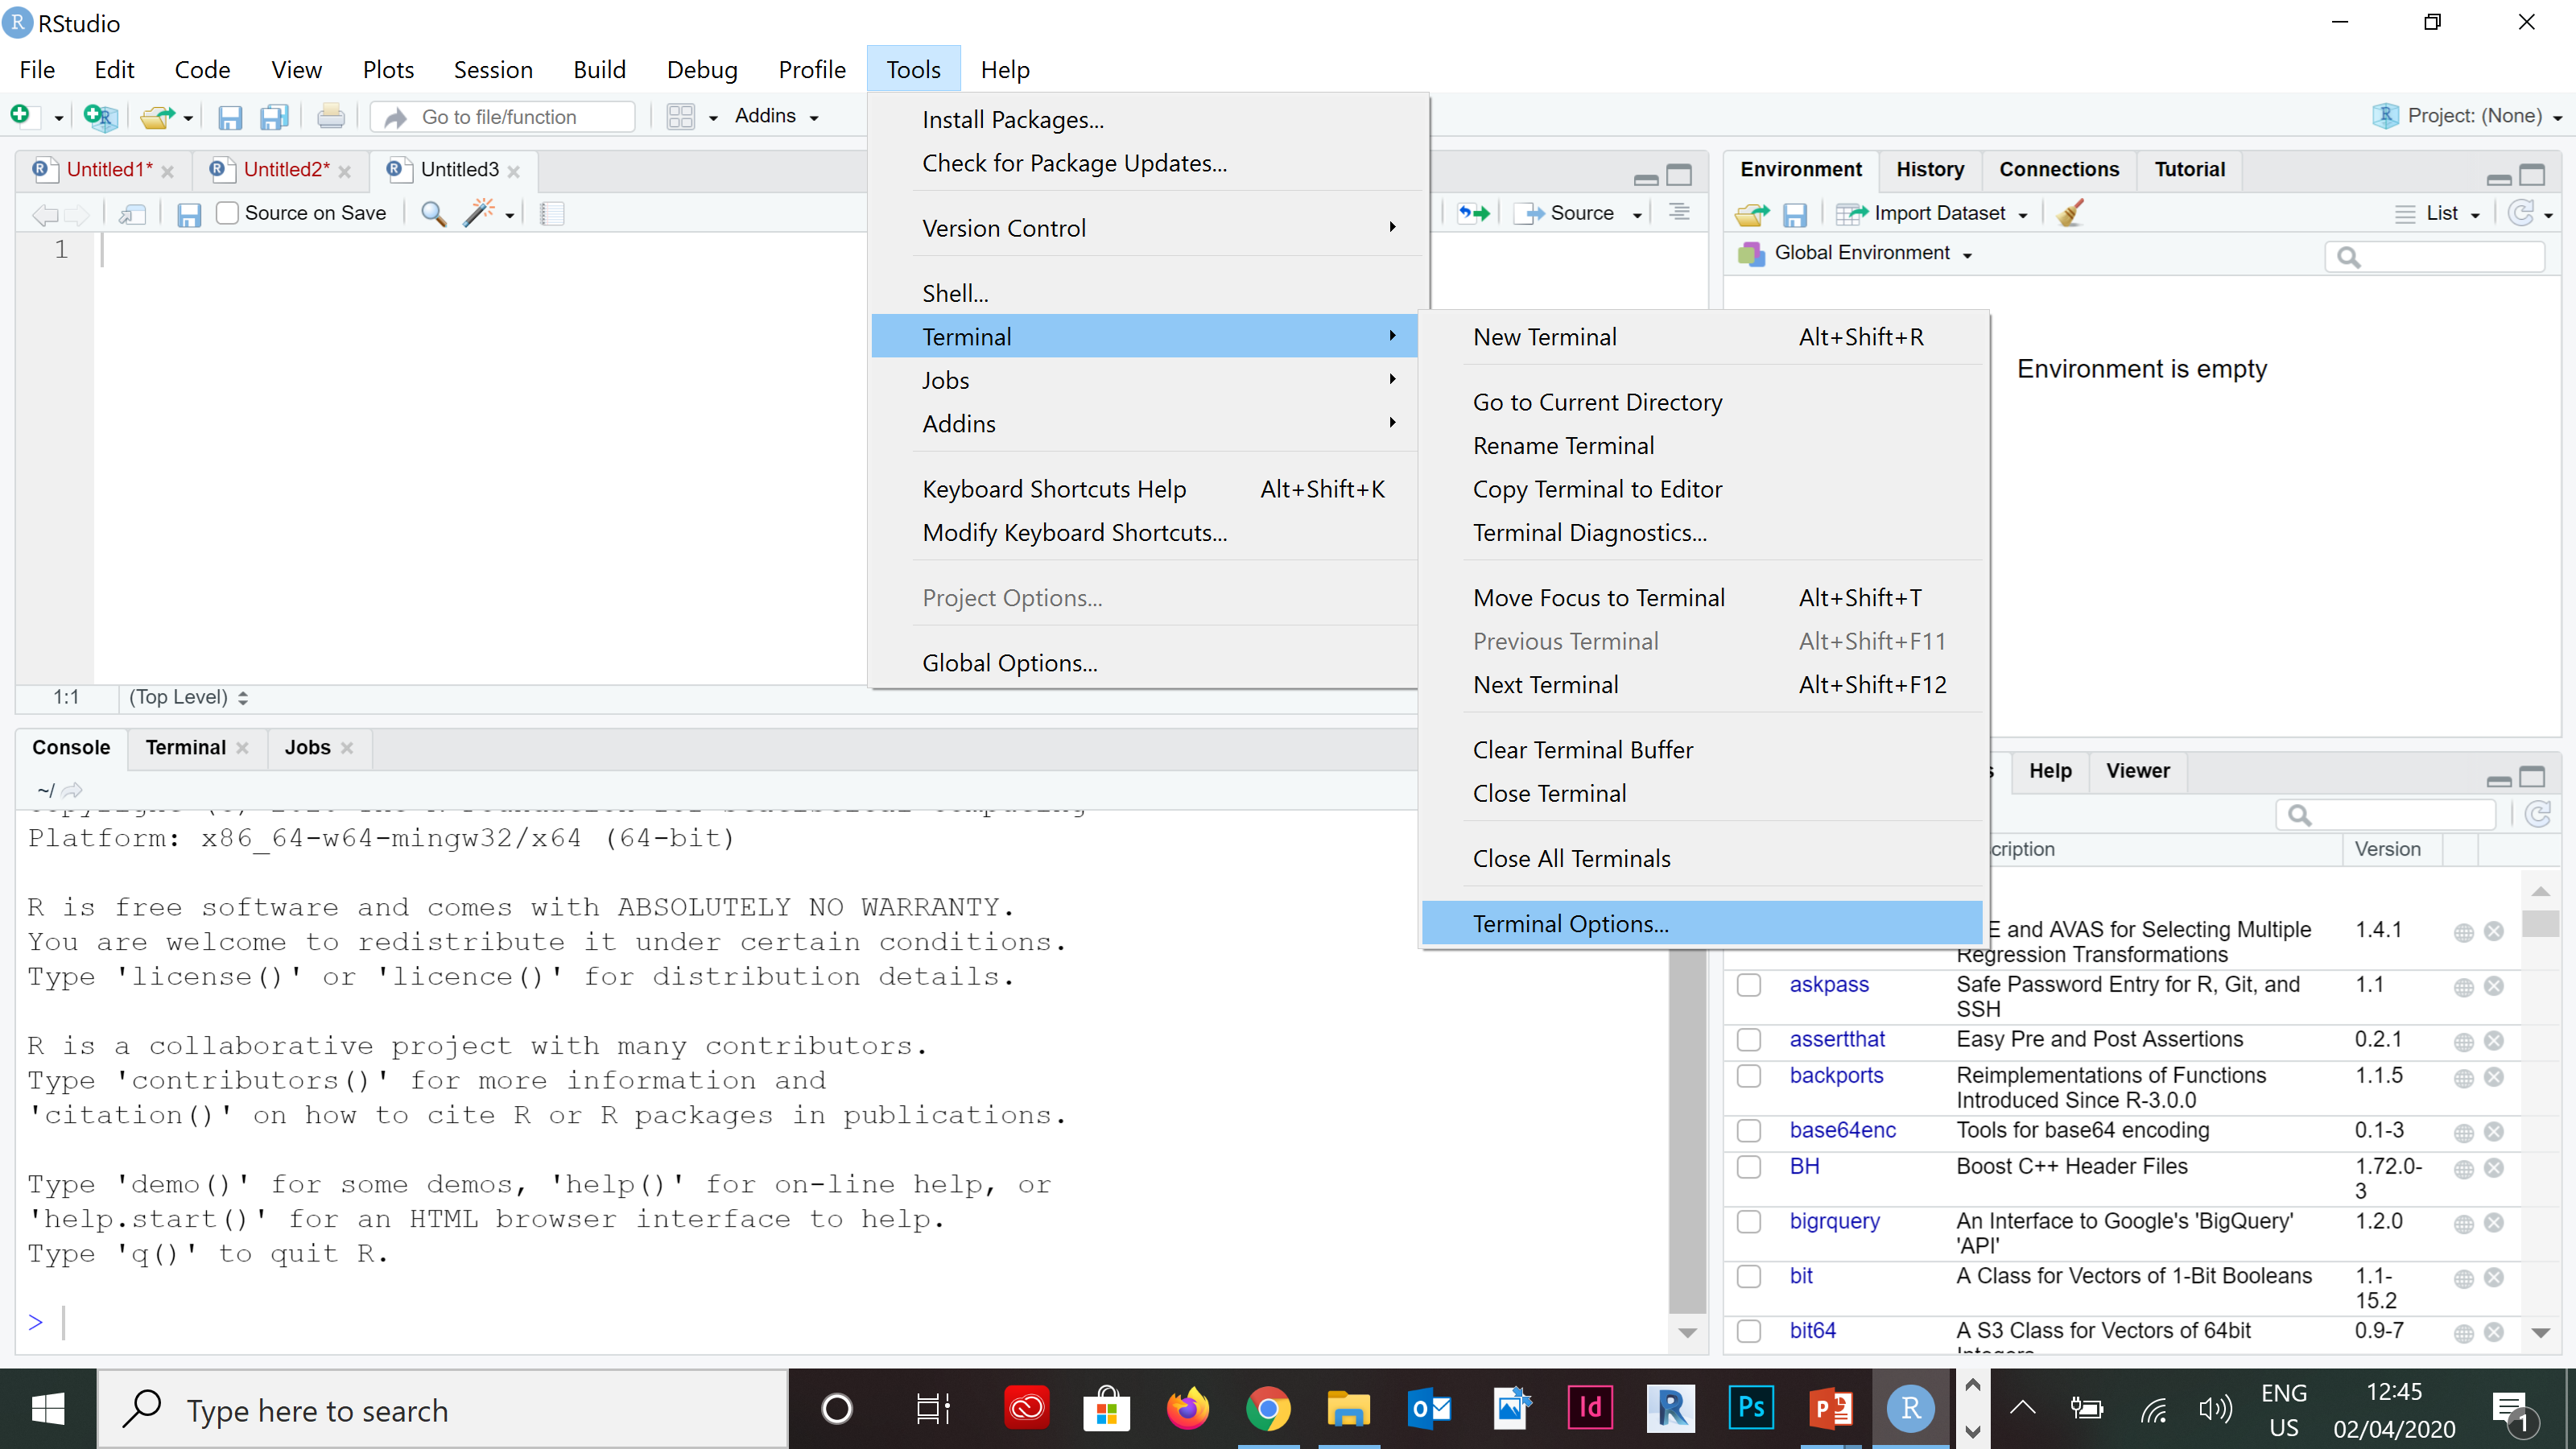 RStudio
File Edit Code View Plots Session Build Debug Profile Tools Help
Go to file/function Addins Project: (None)
Untitled1* Untitled2* Untitled3
Source on Save Source
1
1:1 (Top Level)
Install Packages...
Check for Package Updates...
Version Control
Shell...
Terminal
Jobs
Addins
Keyboard Shortcuts Help Alt+Shift+K
Modify Keyboard Shortcuts...
Project Options...
Global Options...
New Terminal Alt+Shift+R
Go to Current Directory
Rename Terminal
Copy Terminal to Editor
Terminal Diagnostics...
Move Focus to Terminal Alt+Shift+T
Previous Terminal Alt+Shift+F11
Next Terminal Alt+Shift+F12
Clear Terminal Buffer
Close Terminal
Close All Terminals
Terminal Options...
Environment History Connections Tutorial
Import Dataset List
Global Environment
Environment is empty
Console Terminal Jobs
~/
Platform: x86_64-w64-mingw32/x64 (64-bit)
R is free software and comes with ABSOLUTELY NO WARRANTY.
You are welcome to redistribute it under certain conditions.
Type 'license()' or 'licence()' for distribution details.
R is a collaborative project with many contributors.
Type 'contributors()' for more information and
'citation()' on how to cite R or R packages in publications.
Type 'demo()' for some demos, 'help()' for on-line help, or
'help.start()' for an HTML browser interface to help.
Type 'q()' to quit R.
>
Help Viewer
cription Version
E and AVAS for Selecting Multiple 1.4.1
Regression Transformations
askpass Safe Password Entry for R, Git, and 1.1
SSH
assertthat Easy Pre and Post Assertions 0.2.1
backports Reimplementations of Functions 1.1.5
Introduced Since R-3.0.0
base64enc Tools for base64 encoding 0.1-3
BH Boost C++ Header Files 1.72.0-
3
bigrquery An Interface to Google's 'BigQuery' 1.2.0
'API'
bit A Class for Vectors of 1-Bit Booleans 1.1-
15.2
bit64 A S3 Class for Vectors of 64bit 0.9-7
Type here to search
Id R Ps P R
ENG
US
12:45
02/04/2020
1